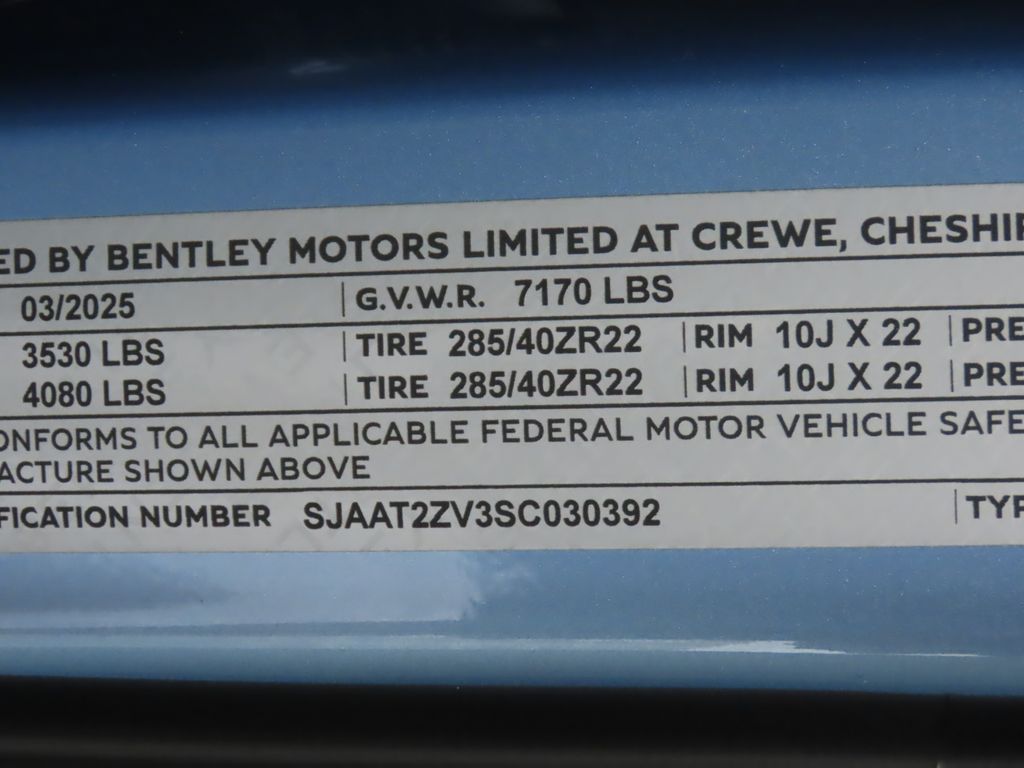 ED BY BENTLEY MOTORS LIMITED AT CREWE, CHESHIR
03/2025 G.V.W.R. 7170 LBS
3530 LBS TIRE 285/40ZR22 RIM 10J X 22 PRE
4080 LBS TIRE 285/40ZR22 RIM 10J X 22 PRE
ONFORMS TO ALL APPLICABLE FEDERAL MOTOR VEHICLE SAFE
ACTURE SHOWN ABOVE
FICATION NUMBER SJAAT2ZV3SC030392 TYP